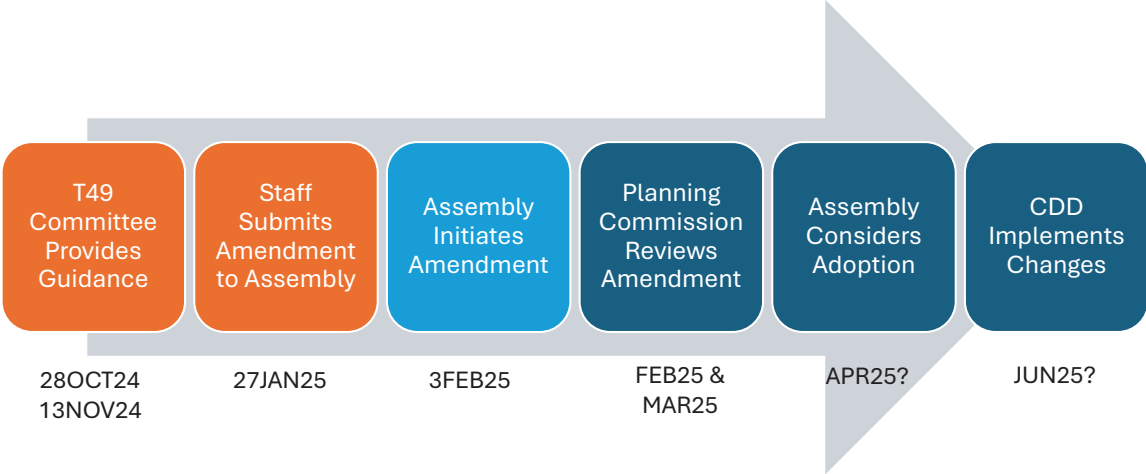 T49
Committee
Provides
Guidance
Staff
Submits
Amendment
to Assembly
Assembly
Initiates
Amendment
Planning
Commission
Reviews
Amendment
Assembly
Considers
Adoption
CDD
Implements
Changes
28OCT24
13NOV24
27JAN25
3FEB25
FEB25 &
MAR25
APR25?
JUN25?